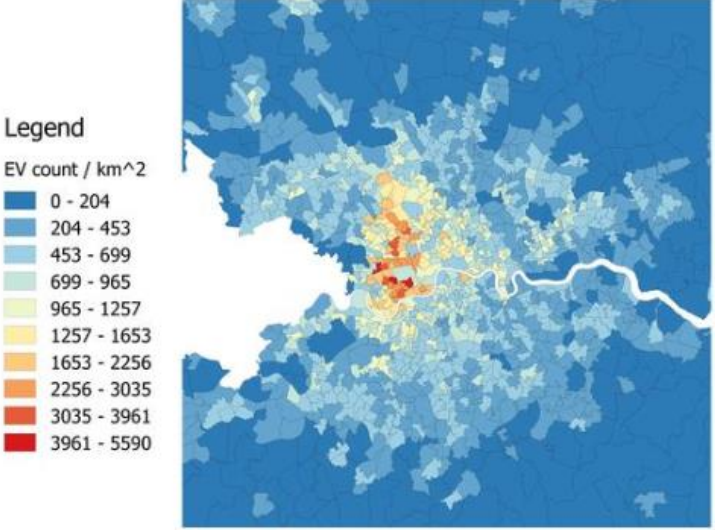 Legend
EV count / km^2
0 - 204
204 - 453
453 - 699
699 - 965
965 - 1257
1257 - 1653
1653 - 2256
2256 - 3035
3035 - 3961
3961 - 5590